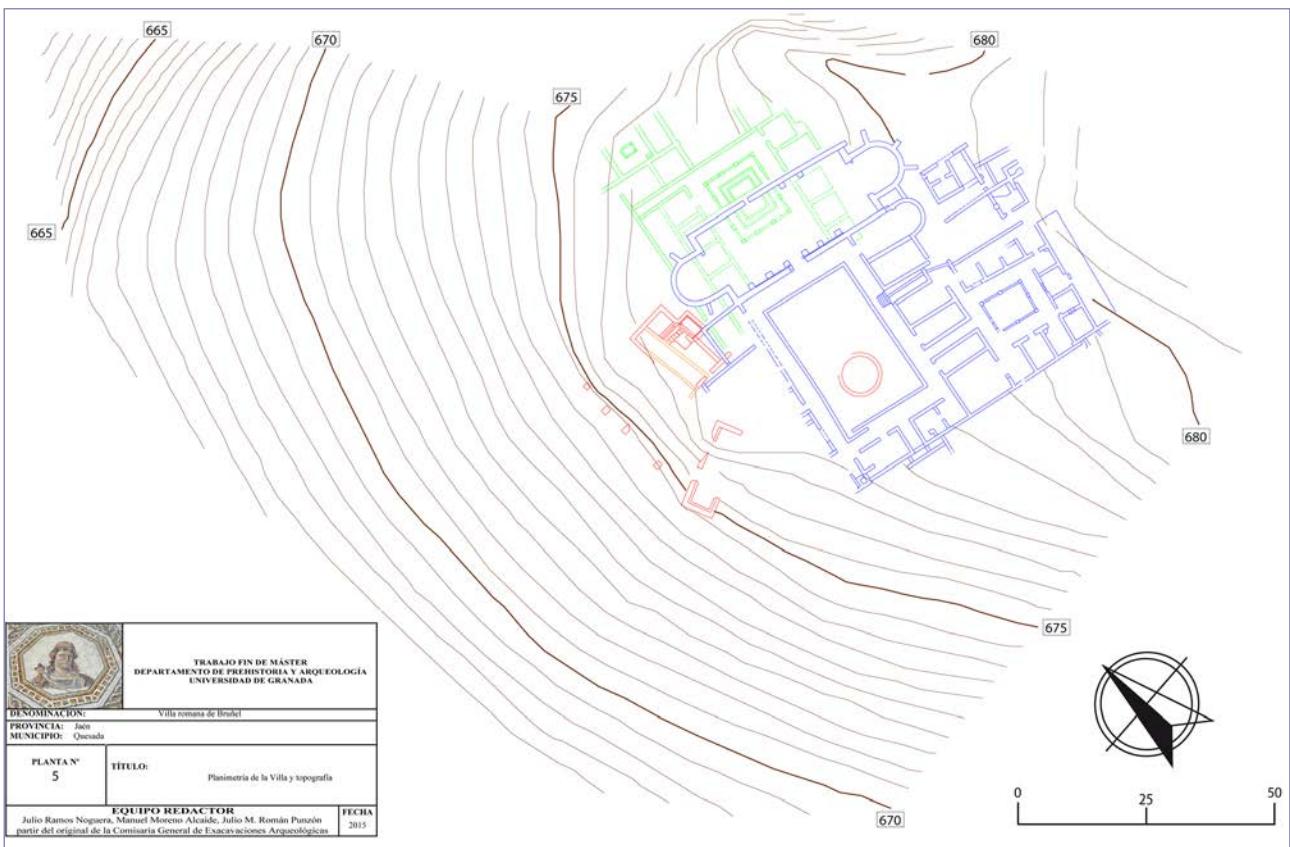 665
670
675
680
665
680
675
670
TRABAJO FIN DE MÁSTER
DEPARTAMENTO DE PREHISTORIA Y ARQUEOLOGÍA
UNIVERSIDAD DE GRANADA
DENOMINACIÓN: Villa romana de Bruñel
PROVINCIA: Jaén
MUNICIPIO: Quesada
PLANTA Nº
5
TÍTULO:
Planimetría de la Villa y topografía
EQUIPO REDACTOR
Julio Ramos Noguera, Manuel Moreno Alcaide, Julio M. Román Punzón
partir del original de la Comisaría General de Exacavaciones Arqueológicas
FECHA
2015
0
25
50